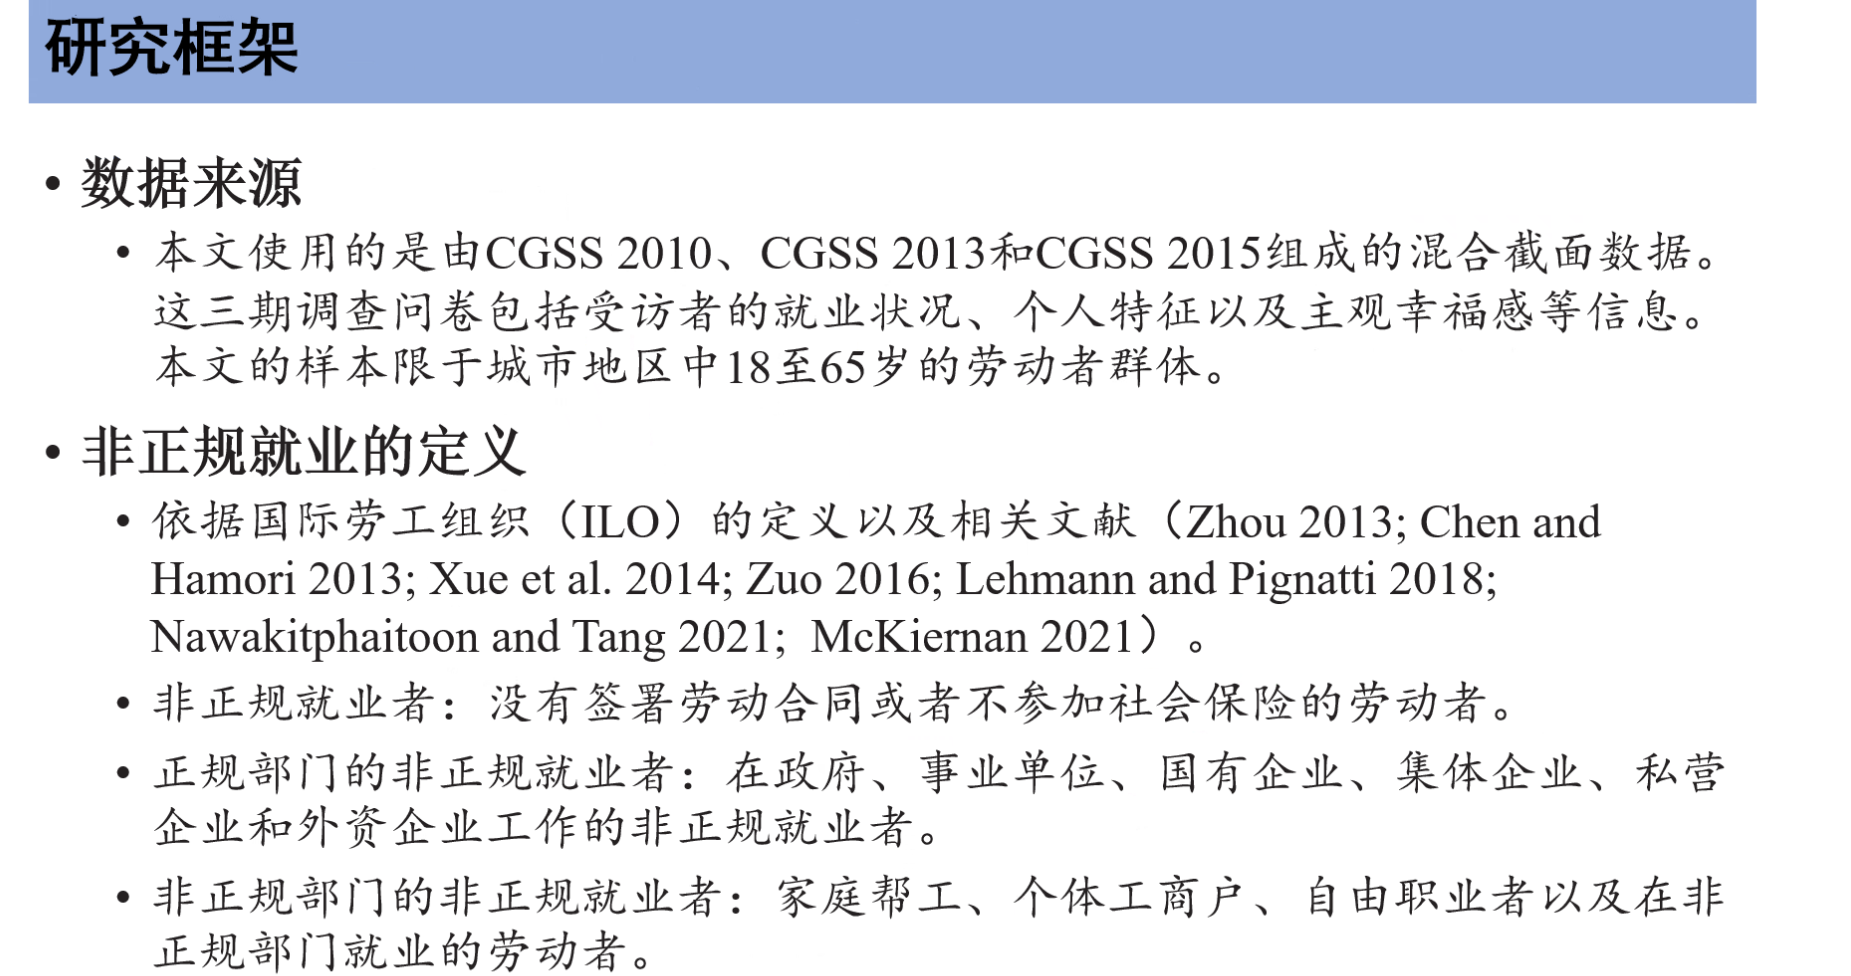 研究框架
• 数据来源
• 本文使用的是由CGSS 2010、CGSS 2013和CGSS 2015组成的混合截面数据。
这三期调查问卷包括受访者的就业状况、个人特征以及主观幸福感等信息。
本文的样本限于城市地区中18至65岁的劳动者群体。
• 非正规就业的定义
• 依据国际劳工组织（ILO）的定义以及相关文献（Zhou 2013; Chen and
Hamori 2013; Xue et al. 2014; Zuo 2016; Lehmann and Pignatti 2018;
Nawakitphaitoon and Tang 2021; McKiernan 2021）。
• 非正规就业者：没有签署劳动合同或者不参加社会保险的劳动者。
• 正规部门的非正规就业者：在政府、事业单位、国有企业、集体企业、私营
企业和外资企业工作的非正规就业者。
• 非正规部门的非正规就业者：家庭帮工、个体工商户、自由职业者以及在非
正规部门就业的劳动者。